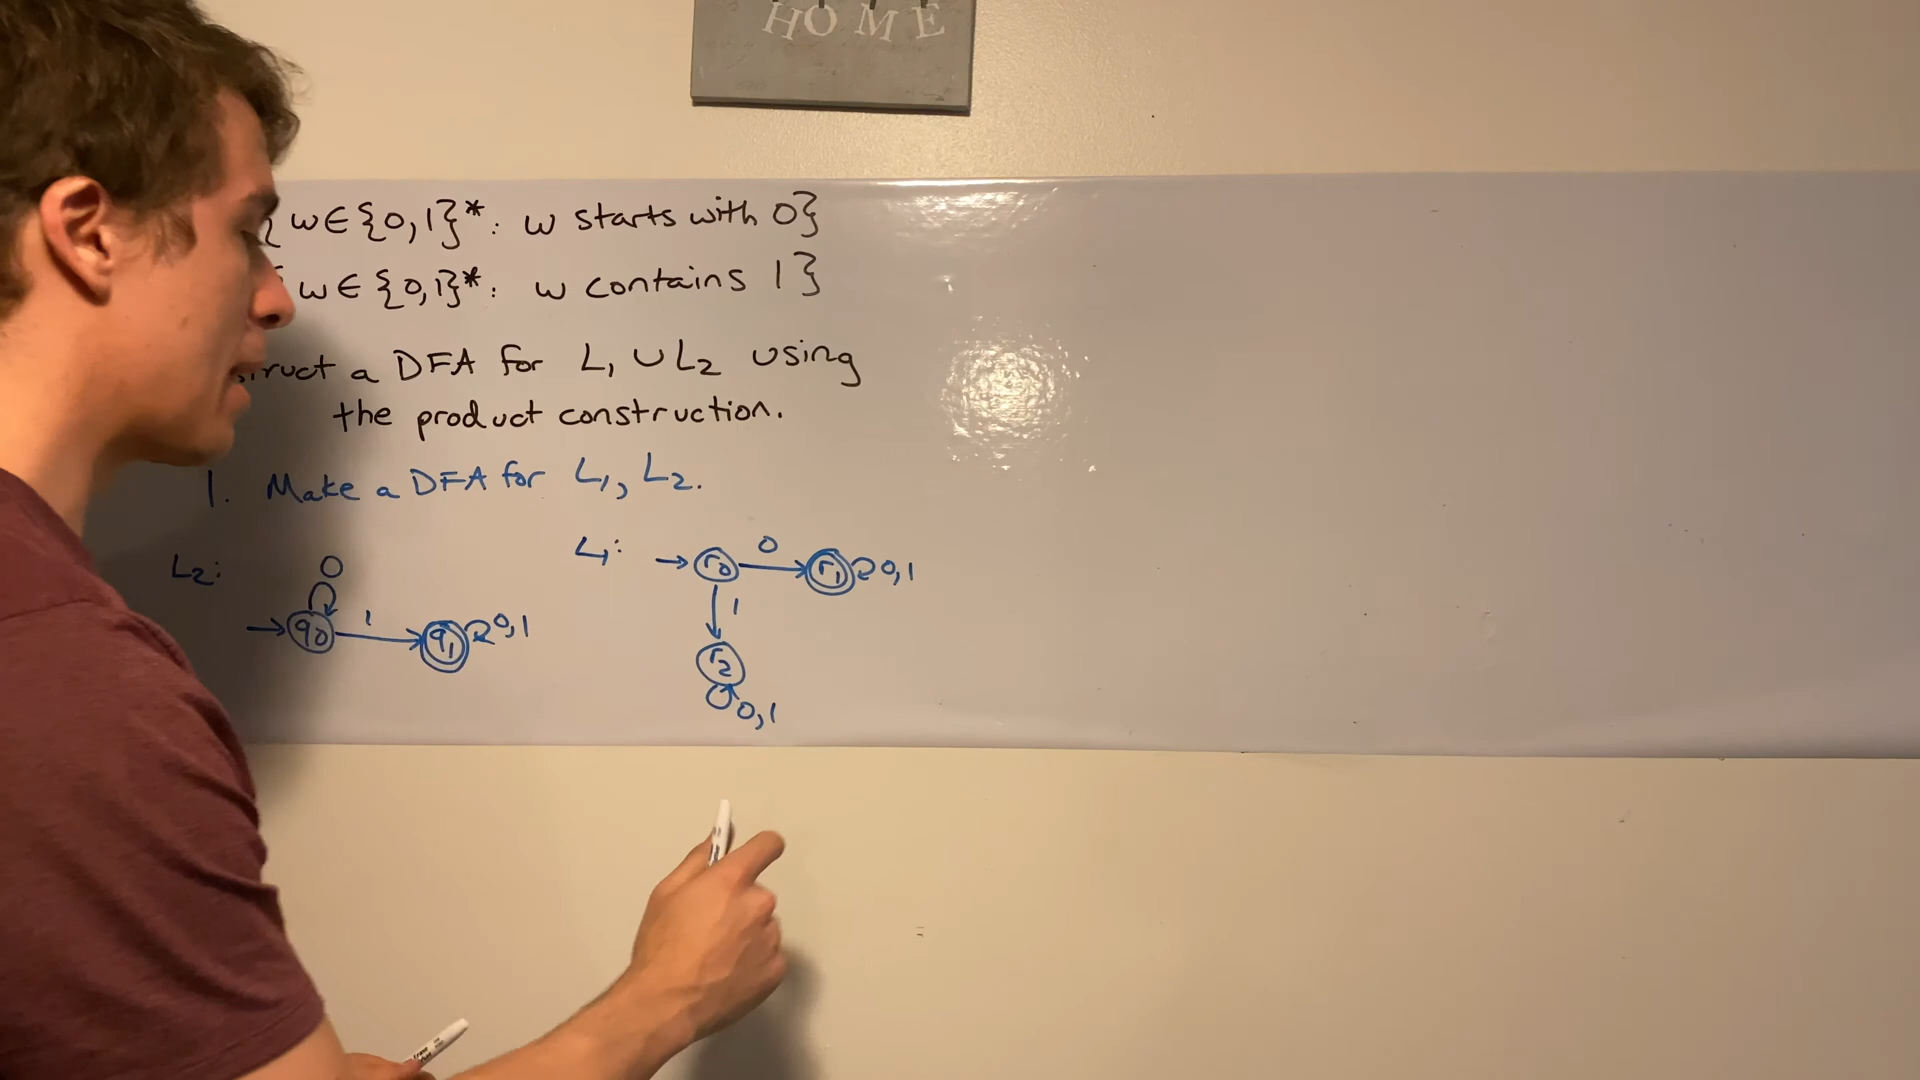 HOME
{ w ∈ {0,1}*: w starts with 0}
{ w ∈ {0,1}*: w contains 1}
struct a DFA for L₁ ∪ L₂ using
the product construction.
1. Make a DFA for L₁, L₂.
L₂:
0
q₀
1
q₁
0,1
L₁:
r₀
0
r₁
0,1
1
r₂
0,1